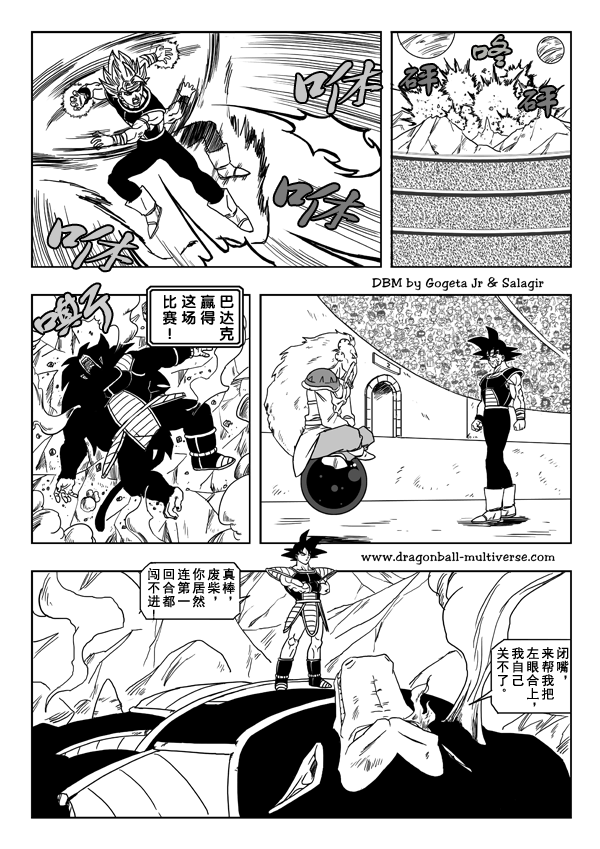 咻
咻
咻
砰
咚
砰
DBM by Gogeta Jr & Salagir
巴达克
赢得
这场
比赛！
www.dragonball-multiverse.com
真棒，
废柴，
你居然
连第一
回合都
闯不进！
闭嘴，
来帮我把
左眼合上，
我自己
关不了。